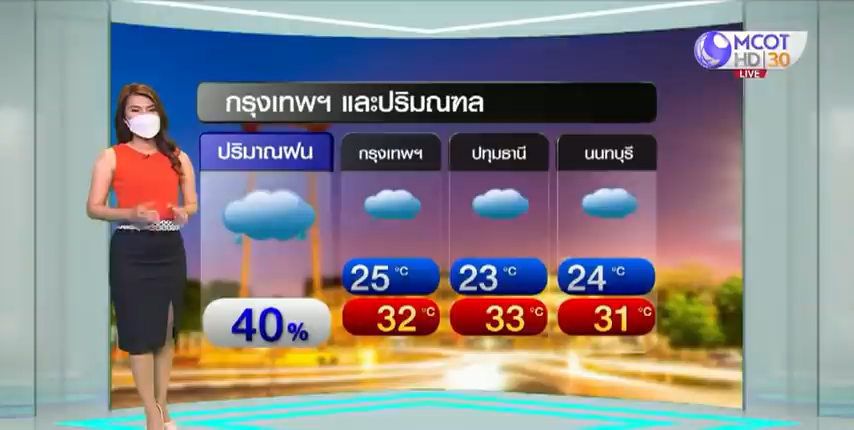 MCOT
HD 30
LIVE
กรุงเทพฯ และปริมณฑล
ปริมาณฝน
กรุงเทพฯ
ปทุมธานี
นนทบุรี
25 °C
23 °C
24 °C
40%
32 °C
33 °C
31 °C